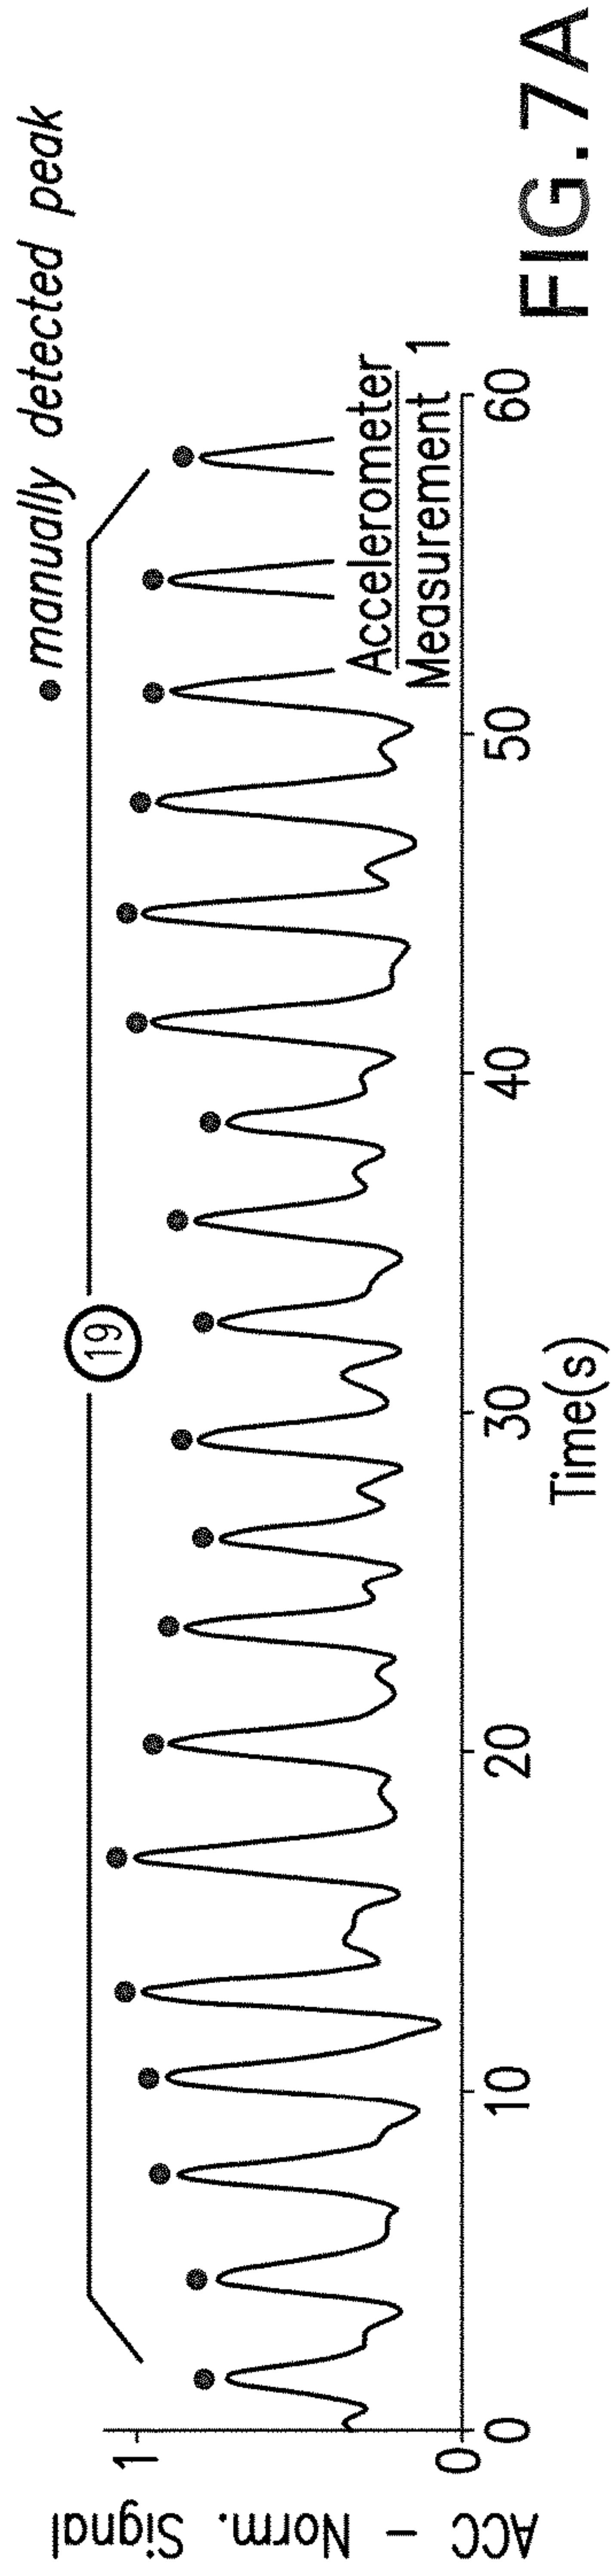 ● manually detected peak
19
ACC - Norm. Signal
1
0
0 10 20 30 40 50 60
Time(s)
Accelerometer
Measurement 1
FIG. 7A